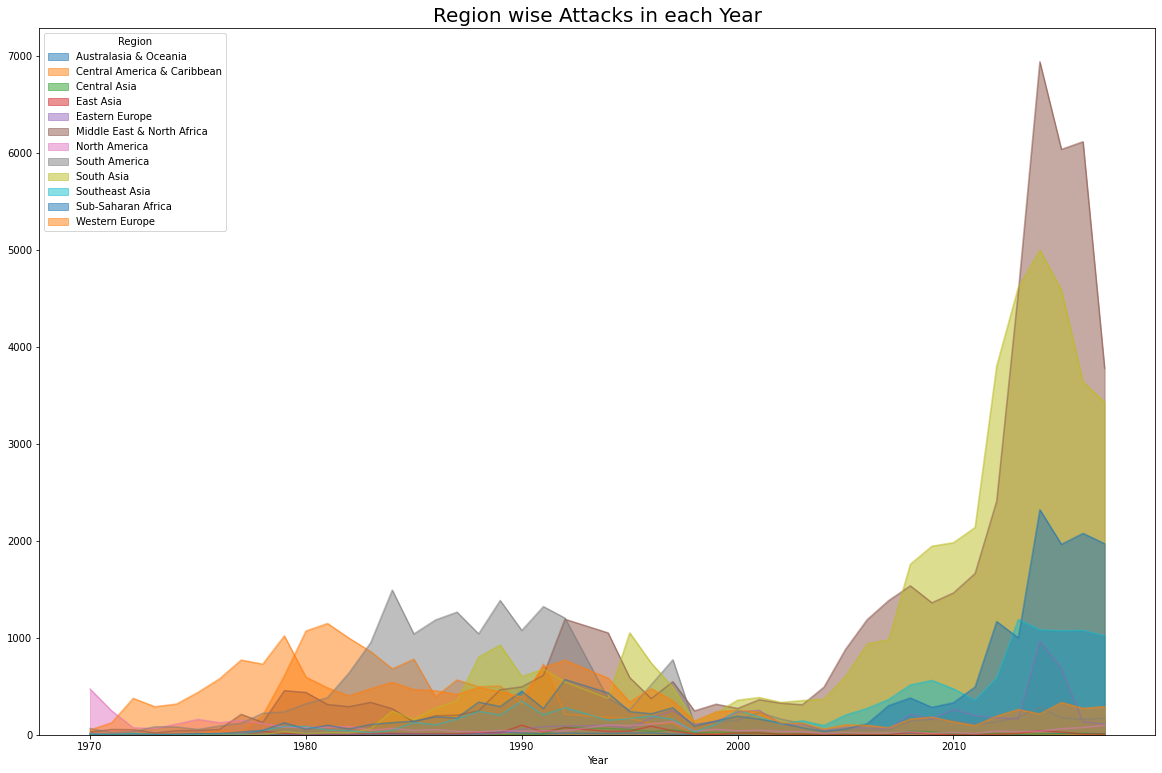 Region wise Attacks in each Year
Region
Australasia & Oceania
Central America & Caribbean
Central Asia
East Asia
Eastern Europe
Middle East & North Africa
North America
South America
South Asia
Southeast Asia
Sub-Saharan Africa
Western Europe
7000
6000
5000
4000
3000
2000
1000
0
1970 1980 1990 2000 2010
Year